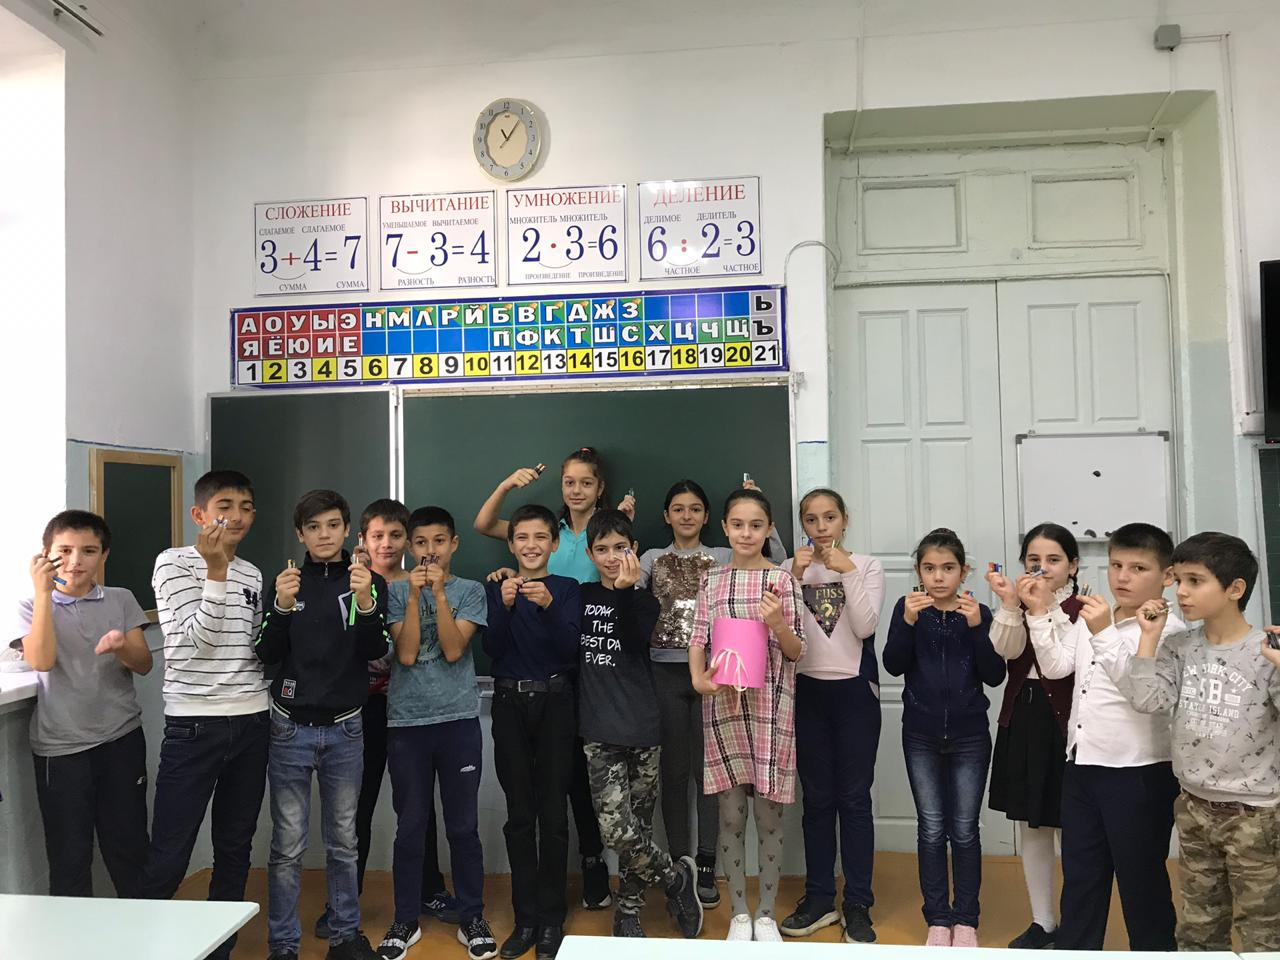 СЛОЖЕНИЕ
СЛАГАЕМОЕ СЛАГАЕМОЕ
3+4=7
СУММА СУММА
ВЫЧИТАНИЕ
УМЕНЬШАЕМОЕ ВЫЧИТАЕМОЕ
7-3=4
РАЗНОСТЬ РАЗНОСТЬ
УМНОЖЕНИЕ
МНОЖИТЕЛЬ МНОЖИТЕЛЬ
2·3=6
ПРОИЗВЕДЕНИЕ ПРОИЗВЕДЕНИЕ
ДЕЛЕНИЕ
ДЕЛИМОЕ ДЕЛИТЕЛЬ
6:2=3
ЧАСТНОЕ ЧАСТНОЕ
А О У Ы Э Н М Л Р Й Б В Г Д Ж З Ь
Я Ё Ю И Е П Ф К Т Ш С Х Ц Ч Щ Ъ
1 2 3 4 5 6 7 8 9 10 11 12 13 14 15 16 17 18 19 20 21
TODAY.
THE
BEST DA
EVER.
FUSS
?
NEW YORK CITY
SB
STATEN ISLAND